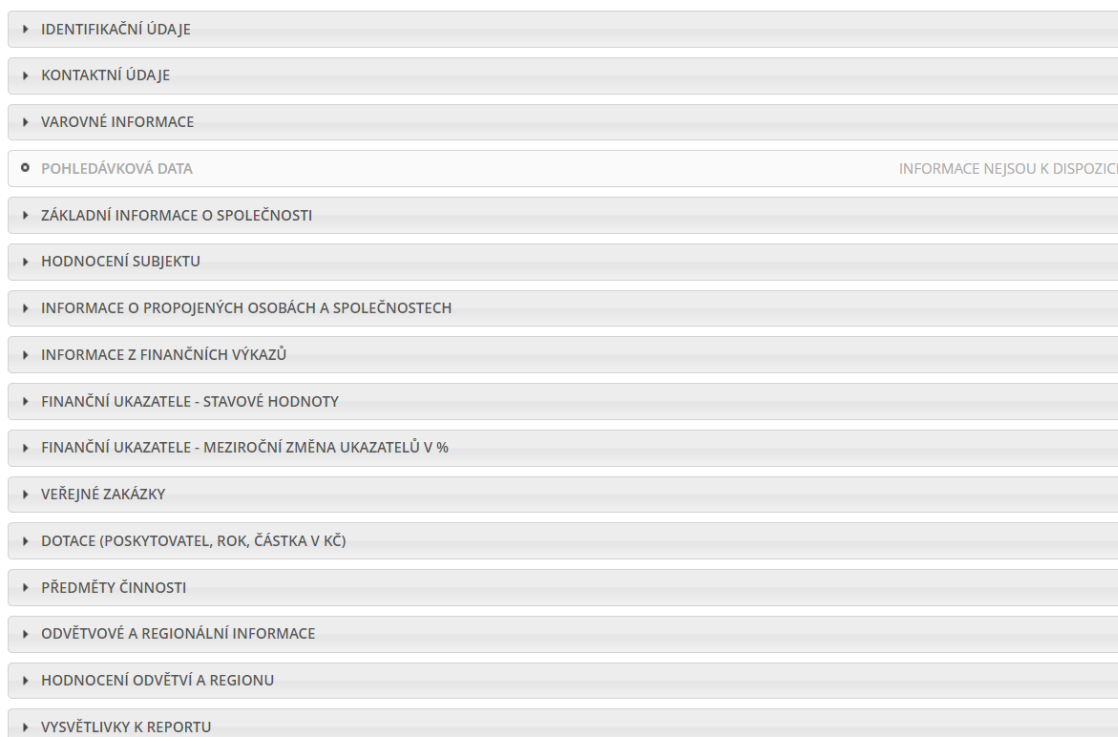 IDENTIFIKAČNÍ ÚDAJE
KONTAKTNÍ ÚDAJE
VAROVNÉ INFORMACE
POHLEDÁVKOVÁ DATA INFORMACE NEJSOU K DISPOZICI
ZÁKLADNÍ INFORMACE O SPOLEČNOSTI
HODNOCENÍ SUBJEKTU
INFORMACE O PROPOJENÝCH OSOBÁCH A SPOLEČNOSTECH
INFORMACE Z FINANČNÍCH VÝKAZŮ
FINANČNÍ UKAZATELE - STAVOVÉ HODNOTY
FINANČNÍ UKAZATELE - MEZIROČNÍ ZMĚNA UKAZATELŮ V %
VEŘEJNÉ ZAKÁZKY
DOTACE (POSKYTOVATEL, ROK, ČÁSTKA V KČ)
PŘEDMĚTY ČINNOSTI
ODVĚTVOVÉ A REGIONÁLNÍ INFORMACE
HODNOCENÍ ODVĚTVÍ A REGIONU
VYSVĚTLIVKY K REPORTU